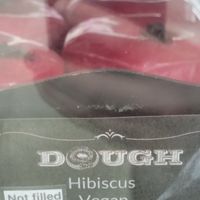 DOUGH
Hibiscus
Vegan
Not filled